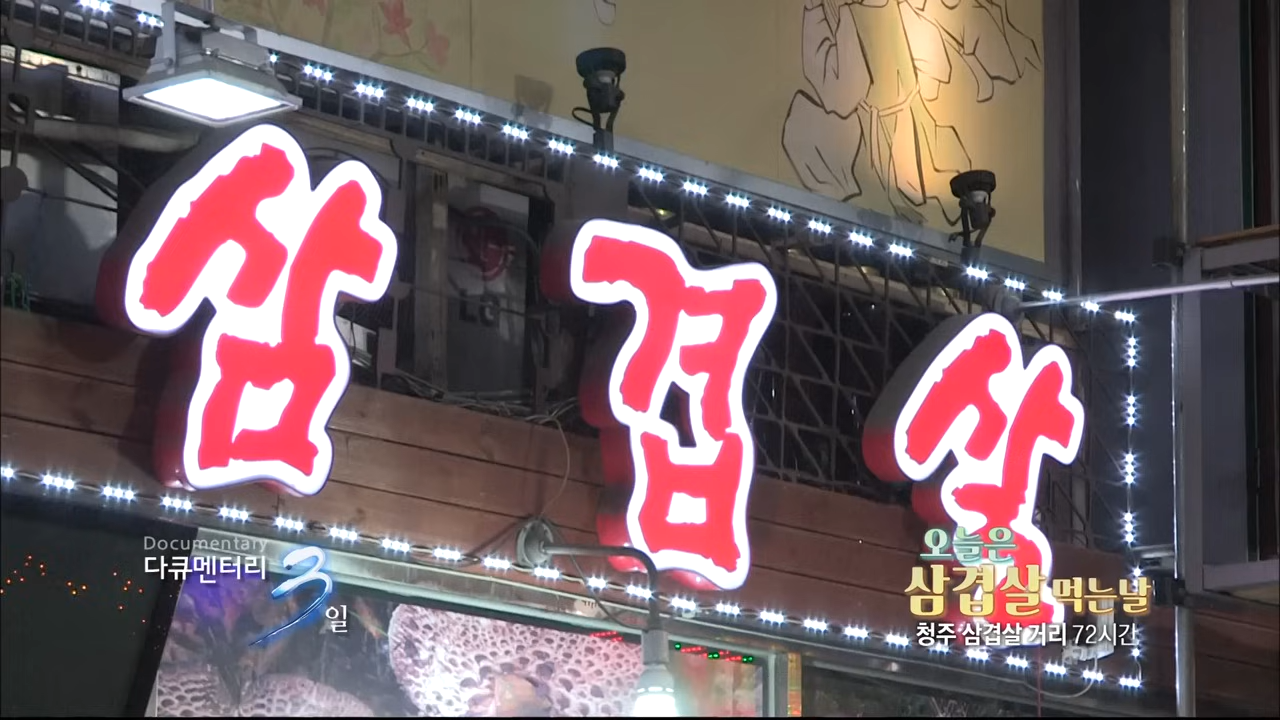 삼겹살
LG
Documentary
다큐멘터리 3일
오늘은
삼겹살 먹는날
청주 삼겹살 거리 72시간